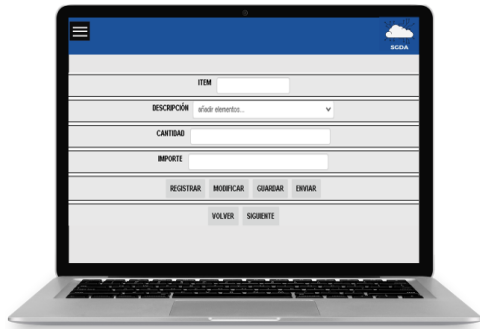 SGDA
ITEM
DESCRIPCIÓN añadir elementos...
CANTIDAD
IMPORTE
REGISTRAR MODIFICAR GUARDAR ENVIAR
VOLVER SIGUIENTE